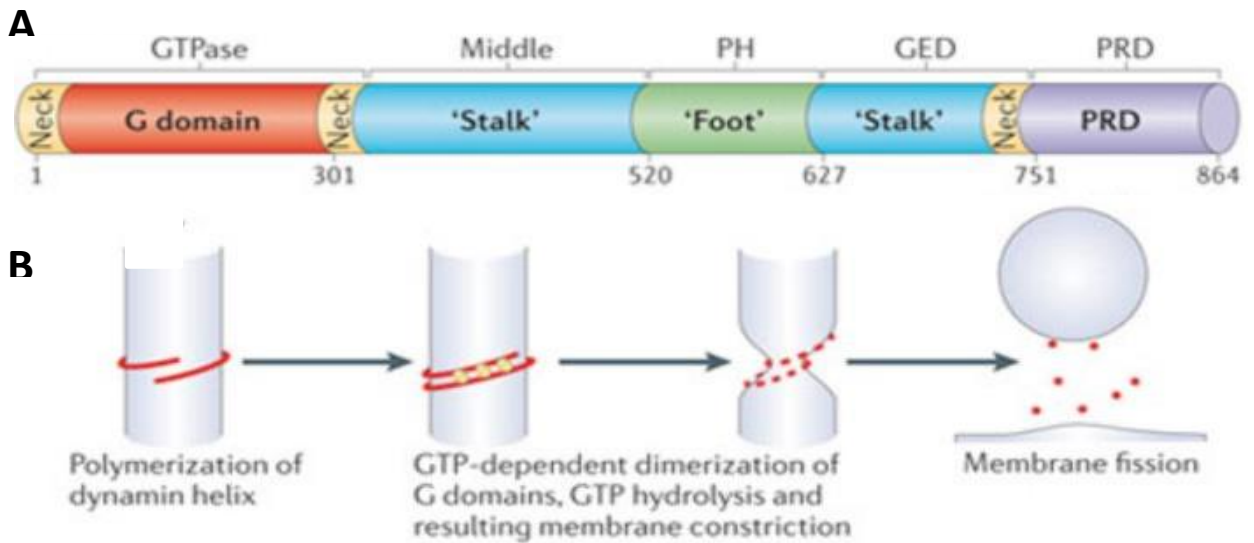 A
GTPase Middle PH GED PRD
Neck G domain Neck ‘Stalk’ ‘Foot’ ‘Stalk’ Neck PRD
1 301 520 627 751 864
B
Polymerization of
dynamin helix
GTP-dependent dimerization of
G domains, GTP hydrolysis and
resulting membrane constriction
Membrane fission